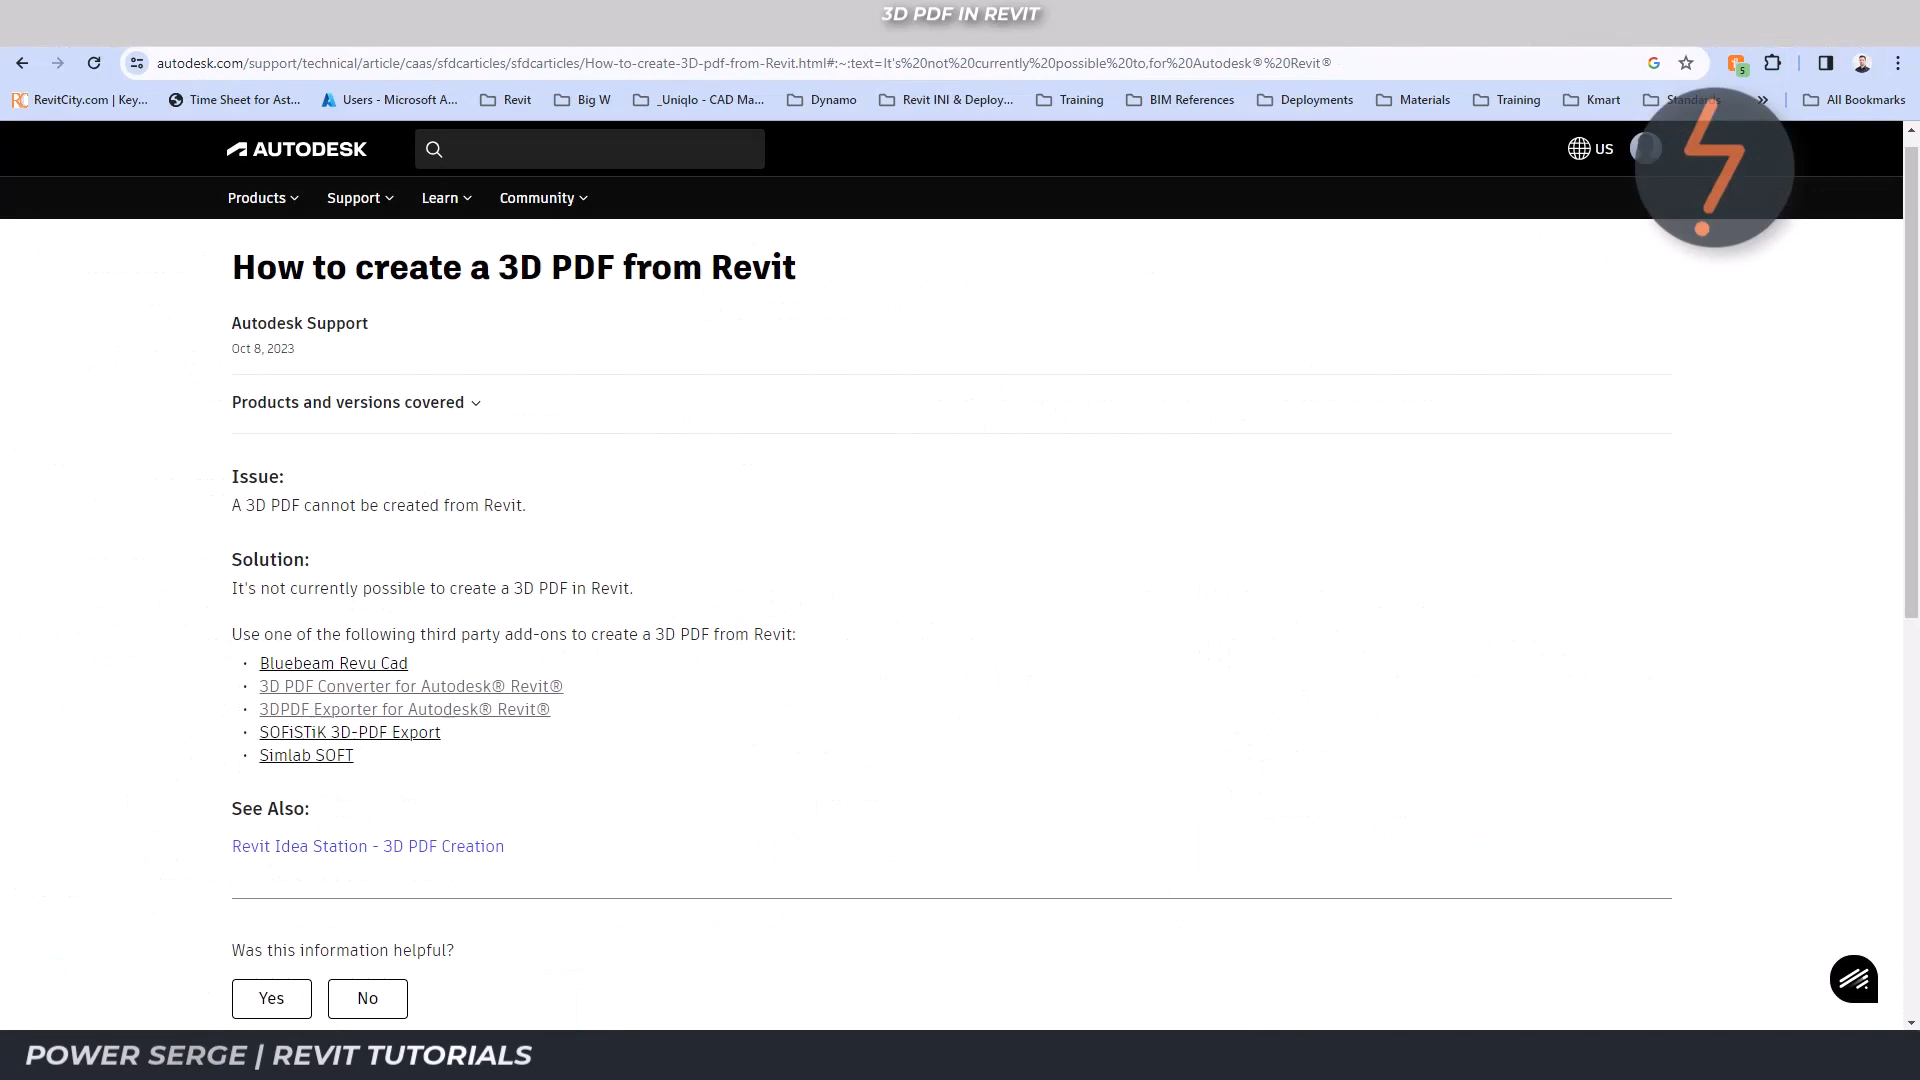 3D PDF IN REVIT
autodesk.com/support/technical/article/caas/sfdcarticles/sfdcarticles/How-to-create-3D-pdf-from-Revit.html#:~:text=It's%20not%20currently%20possible%20to,for%20Autodesk®%20Revit®
5
RevitCity.com | Key... Time Sheet for Ast... Users - Microsoft A... Revit Big W _Uniqlo - CAD Ma... Dynamo Revit INI & Deploy... Training BIM References Deployments Materials Training Kmart Standards » All Bookmarks
AUTODESK US
Products Support Learn Community
How to create a 3D PDF from Revit
Autodesk Support
Oct 8, 2023
Products and versions covered
Issue:
A 3D PDF cannot be created from Revit.
Solution:
It's not currently possible to create a 3D PDF in Revit.
Use one of the following third party add-ons to create a 3D PDF from Revit:
· Bluebeam Revu Cad
· 3D PDF Converter for Autodesk® Revit®
· 3DPDF Exporter for Autodesk® Revit®
· SOFiSTiK 3D-PDF Export
· Simlab SOFT
See Also:
Revit Idea Station - 3D PDF Creation
Was this information helpful?
Yes No
POWER SERGE | REVIT TUTORIALS